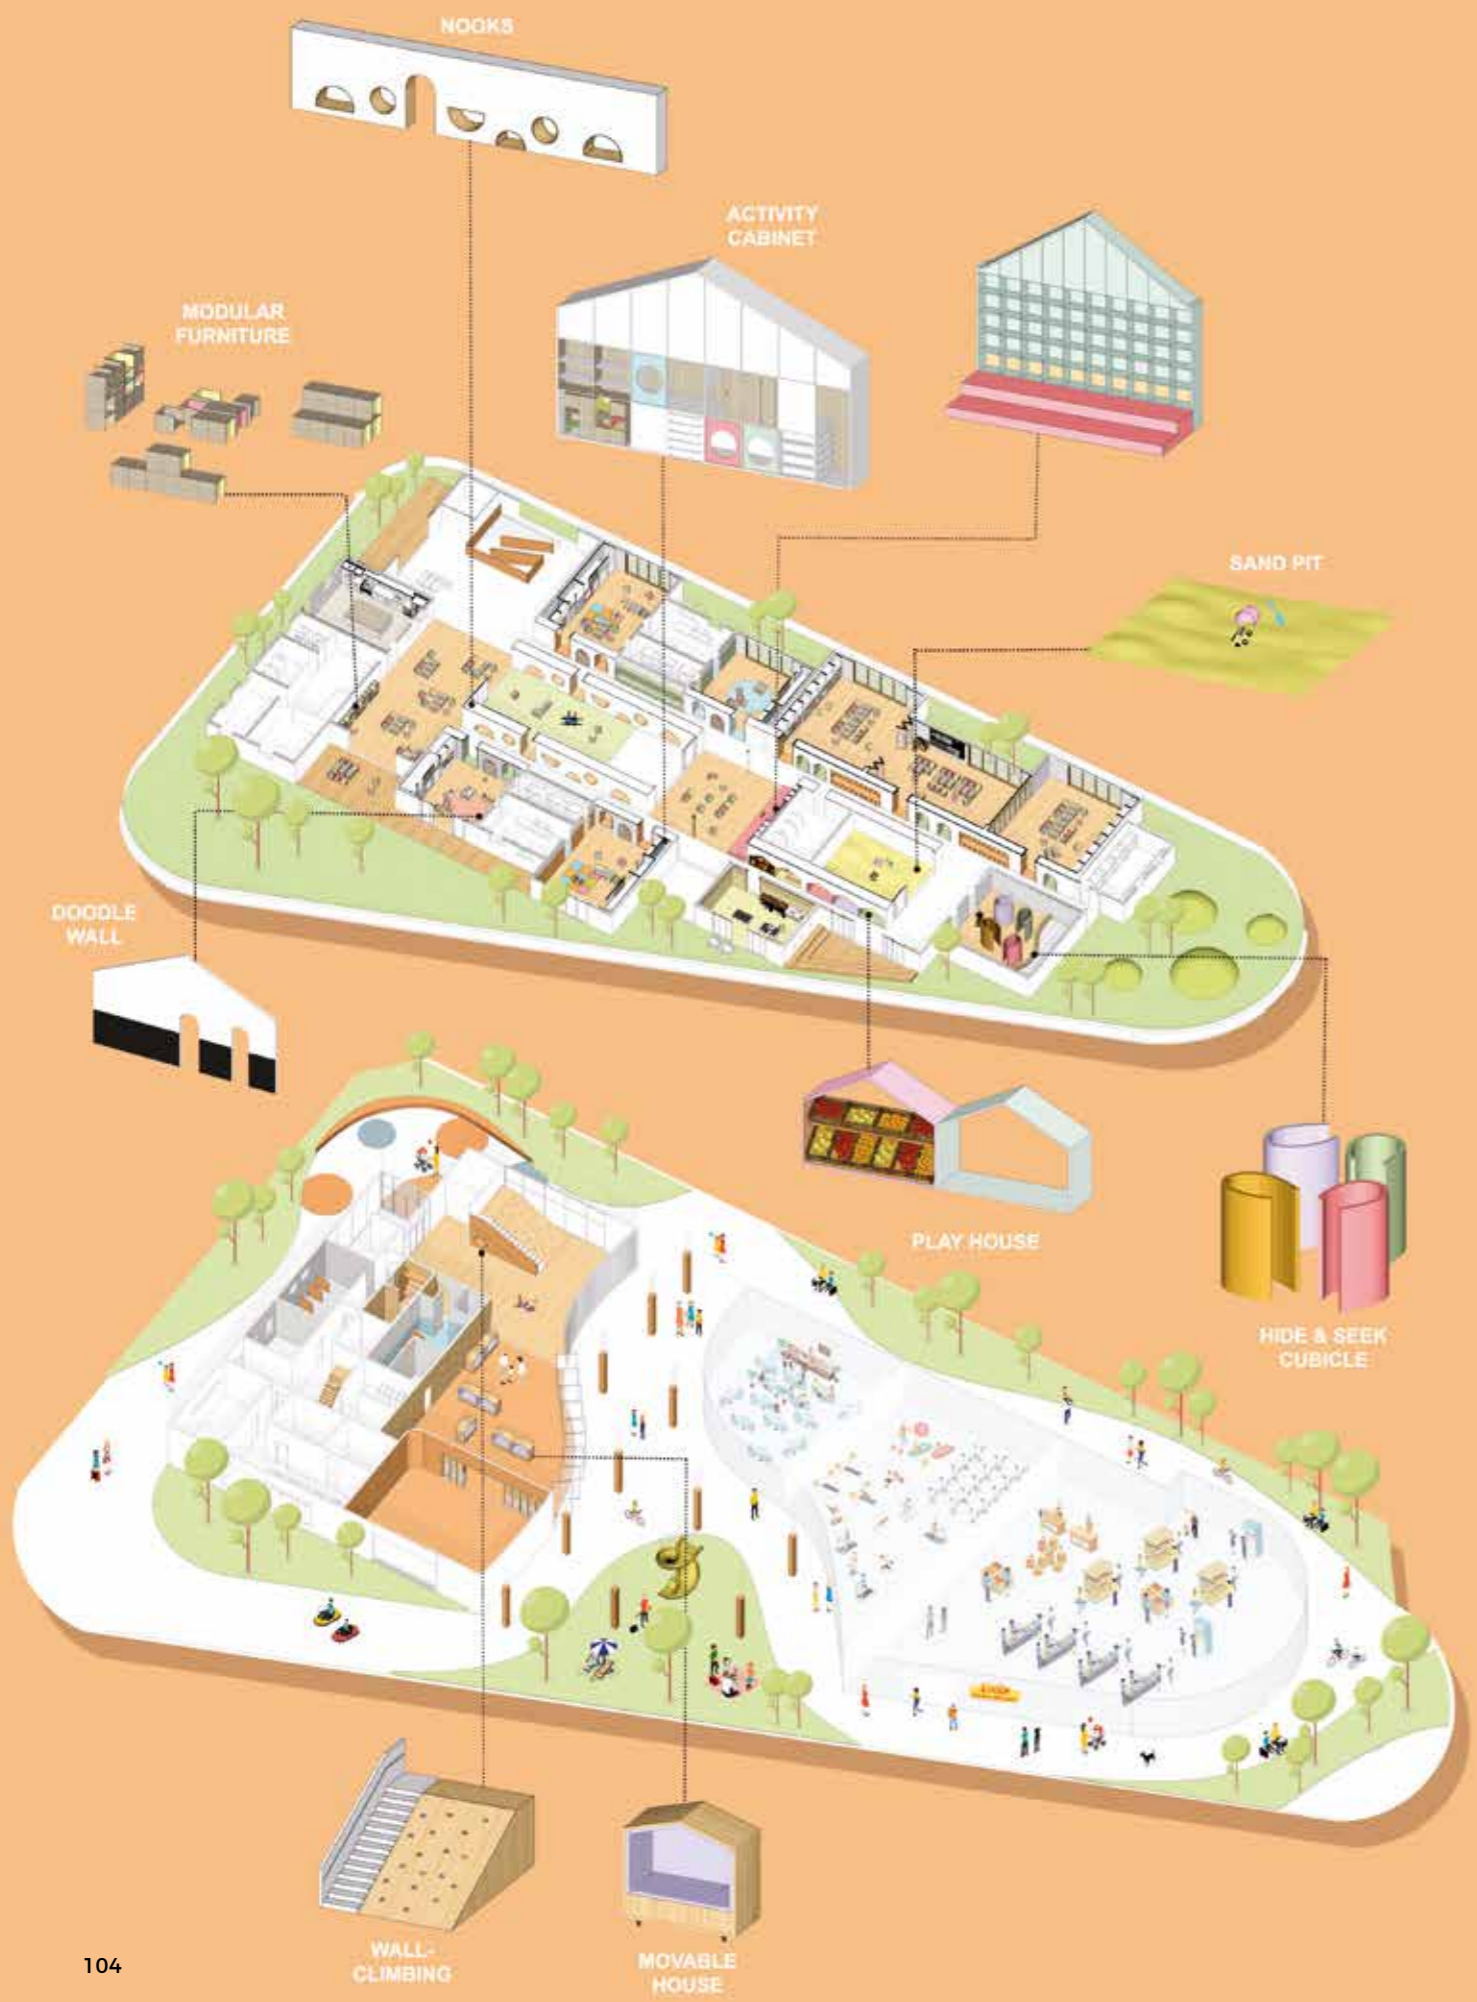 NOOKS
ACTIVITY
CABINET
MODULAR
FURNITURE
SAND PIT
DOODLE
WALL
PLAY HOUSE
HIDE & SEEK
CUBICLE
WALL-
CLIMBING
MOVABLE
HOUSE
104